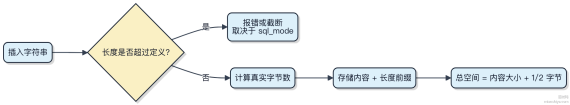 插入字符串
长度是否超过定义?
是
报错或截断
取决于 sql_mode
否
计算真实字节数
存储内容 + 长度前缀
总空间 = 内容大小 + 1/2 字节